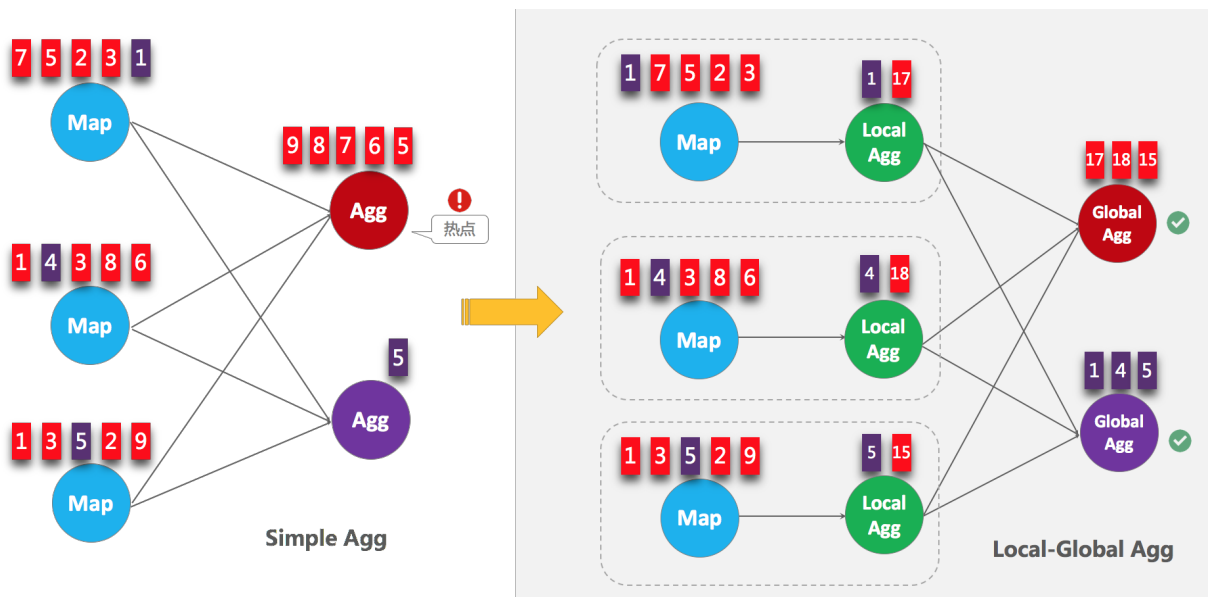 7 5 2 3 1
Map
9 8 7 6 5
Agg
热点
1 4 3 8 6
Map
5
Agg
1 3 5 2 9
Map
Simple Agg
1 7 5 2 3
Map
1 17
Local
Agg
17 18 15
Global
Agg
1 4 3 8 6
Map
4 18
Local
Agg
1 4 5
Global
Agg
1 3 5 2 9
Map
5 15
Local
Agg
Local-Global Agg